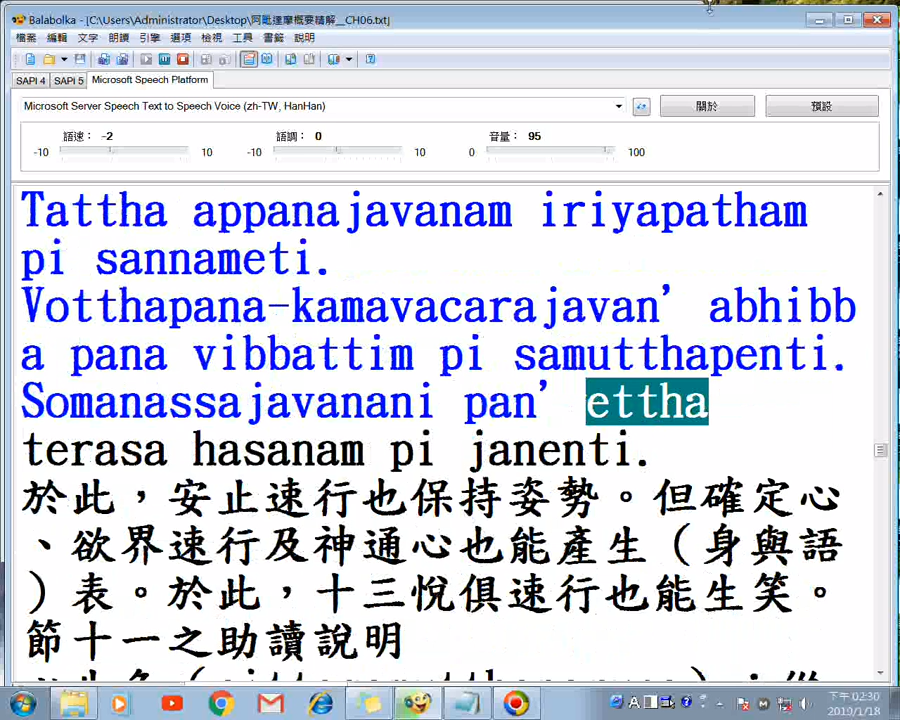 Balabolka - [C:\Users\Administrator\Desktop\阿毗達摩概要精解__CH06.txt]
檔案 編輯 文字 朗讀 引擎 選項 檢視 工具 書籤 說明
SAPI 4 SAPI 5 Microsoft Speech Platform
Microsoft Server Speech Text to Speech Voice (zh-TW, HanHan) 關於 預設
語速： -2 語調： 0 音量： 95
-10 10 -10 10 0 100
Tattha appanajavanam iriyapatham
pi sannameti.
Votthapana-kamavacarajavan’ abhibb
a pana vibbattim pi samutthapenti.
Somanassajavanani pan’ ettha
terasa hasanam pi janenti.
於此，安止速行也保持姿勢。但確定心
、欲界速行及神通心也能產生（身與語
）表。於此，十三悅俱速行也能生笑。
節十一之助讀說明
下午 02:30
2019/1/18